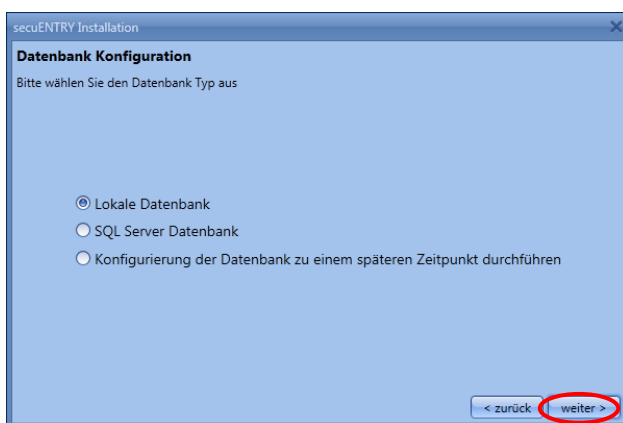 secuENTRY Installation
Datenbank Konfiguration
Bitte wählen Sie den Datenbank Typ aus
Lokale Datenbank
SQL Server Datenbank
Konfigurierung der Datenbank zu einem späteren Zeitpunkt durchführen
< zurück weiter >